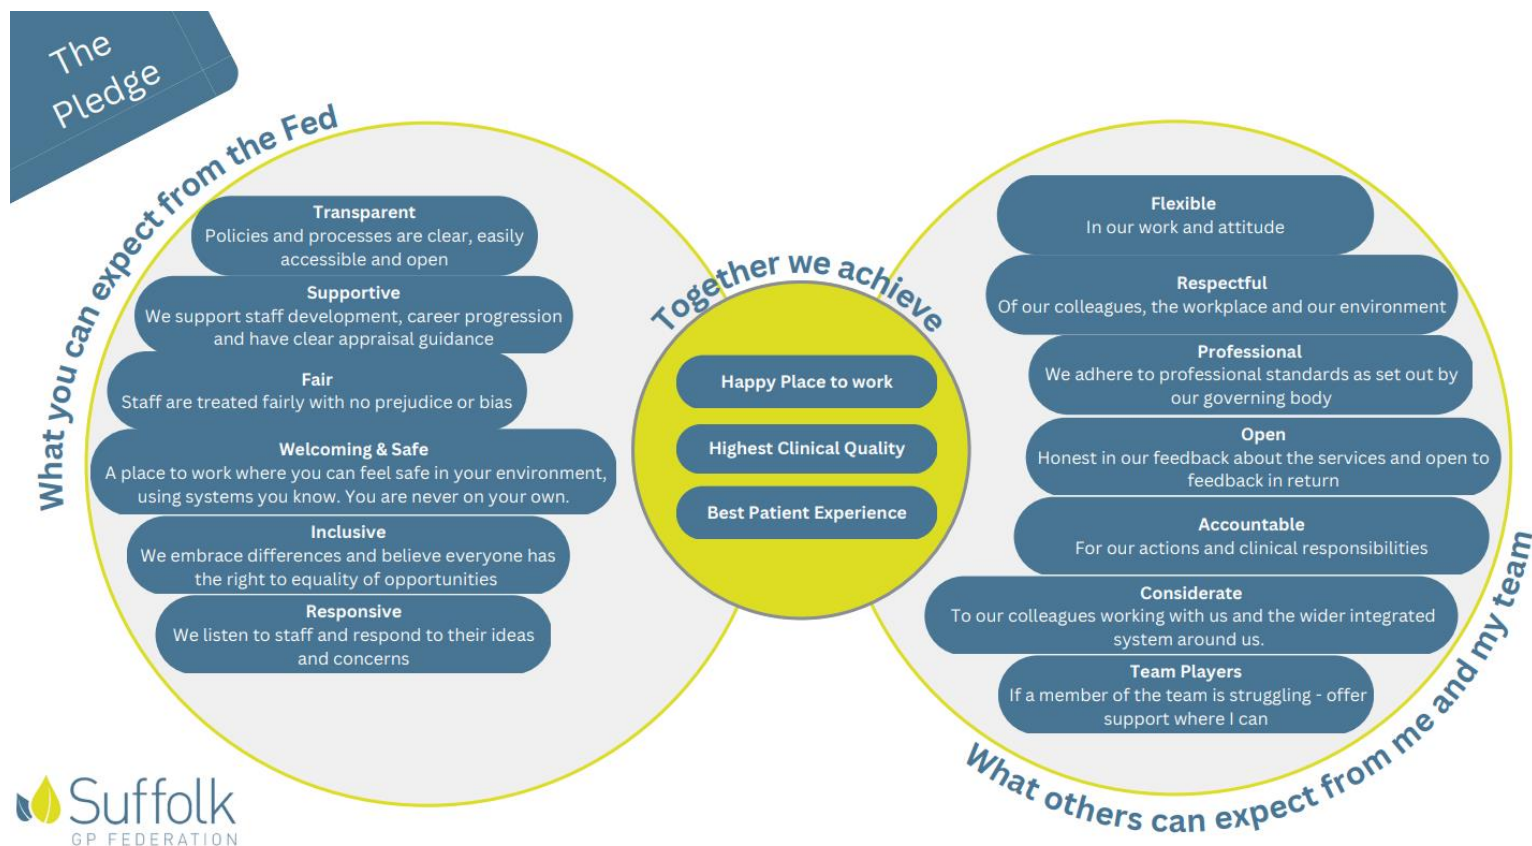 The
Pledge
What you can expect from the Fed
Transparent
Policies and processes are clear, easily
accessible and open
Supportive
We support staff development, career progression
and have clear appraisal guidance
Fair
Staff are treated fairly with no prejudice or bias
Welcoming & Safe
A place to work where you can feel safe in your environment,
using systems you know. You are never on your own.
Inclusive
We embrace differences and believe everyone has
the right to equality of opportunities
Responsive
We listen to staff and respond to their ideas
and concerns
Together we achieve
Happy Place to work
Highest Clinical Quality
Best Patient Experience
Flexible
In our work and attitude
Respectful
Of our colleagues, the workplace and our environment
Professional
We adhere to professional standards as set out by
our governing body
Open
Honest in our feedback about the services and open to
feedback in return
Accountable
For our actions and clinical responsibilities
Considerate
To our colleagues working with us and the wider integrated
system around us.
Team Players
If a member of the team is struggling - offer
support where I can
What others can expect from me and my team
Suffolk
GP FEDERATION